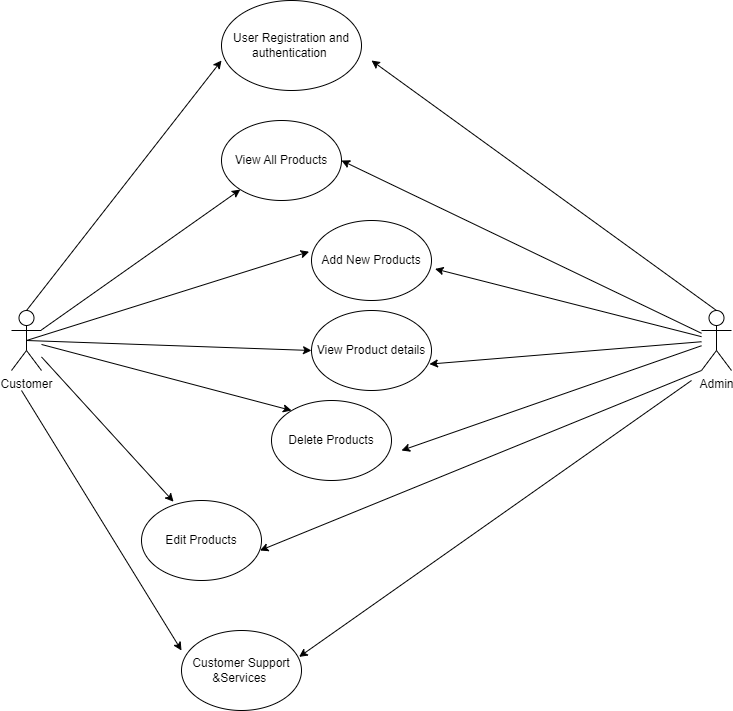 User Registration and
authentication
View All Products
Add New Products
View Product details
Customer
Admin
Delete Products
Edit Products
Customer Support
&Services